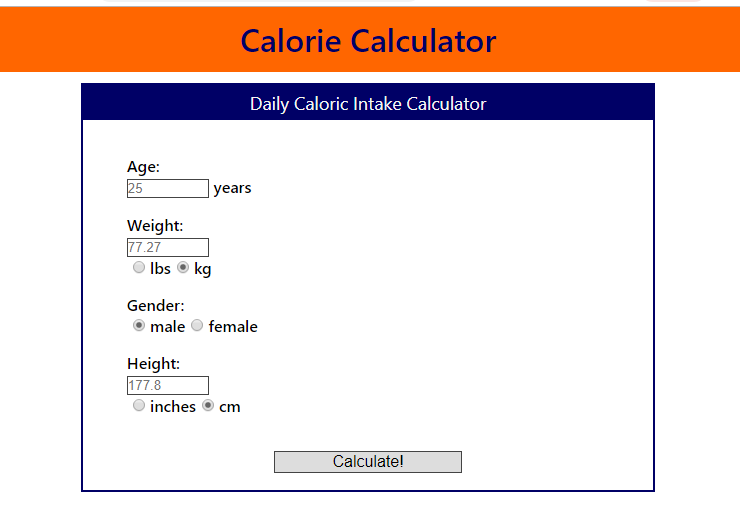 Calorie Calculator
Daily Caloric Intake Calculator
Age:
25 years
Weight:
77.27
lbs kg
Gender:
male female
Height:
177.8
inches cm
Calculate!